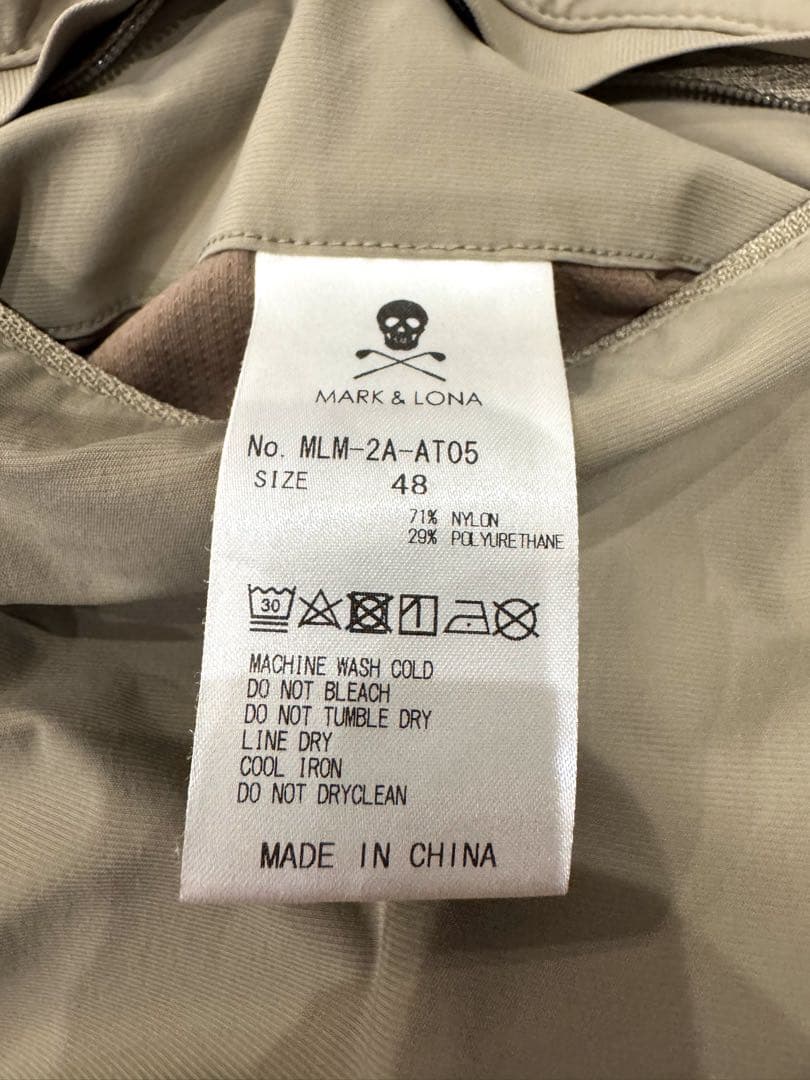 MARK & LONA
No. MLM-2A-AT05
SIZE 48
71% NYLON
29% POLYURETHANE
30
MACHINE WASH COLD
DO NOT BLEACH
DO NOT TUMBLE DRY
LINE DRY
COOL IRON
DO NOT DRYCLEAN
MADE IN CHINA